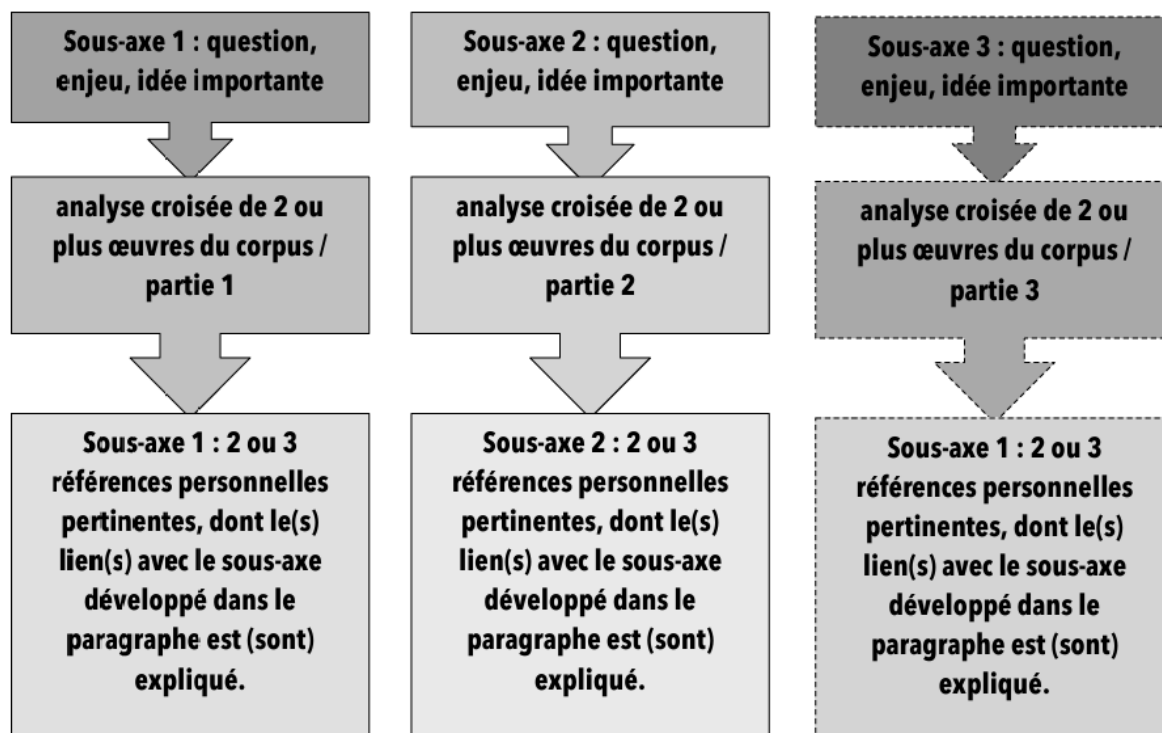 Sous-axe 1 : question,
enjeu, idée importante
analyse croisée de 2 ou
plus œuvres du corpus /
partie 1
Sous-axe 1 : 2 ou 3
références personnelles
pertinentes, dont le(s)
lien(s) avec le sous-axe
développé dans le
paragraphe est (sont)
expliqué.
Sous-axe 2 : question,
enjeu, idée importante
analyse croisée de 2 ou
plus œuvres du corpus /
partie 2
Sous-axe 2 : 2 ou 3
références personnelles
pertinentes, dont le(s)
lien(s) avec le sous-axe
développé dans le
paragraphe est (sont)
expliqué.
Sous-axe 3 : question,
enjeu, idée importante
analyse croisée de 2 ou
plus œuvres du corpus /
partie 3
Sous-axe 1 : 2 ou 3
références personnelles
pertinentes, dont le(s)
lien(s) avec le sous-axe
développé dans le
paragraphe est (sont)
expliqué.